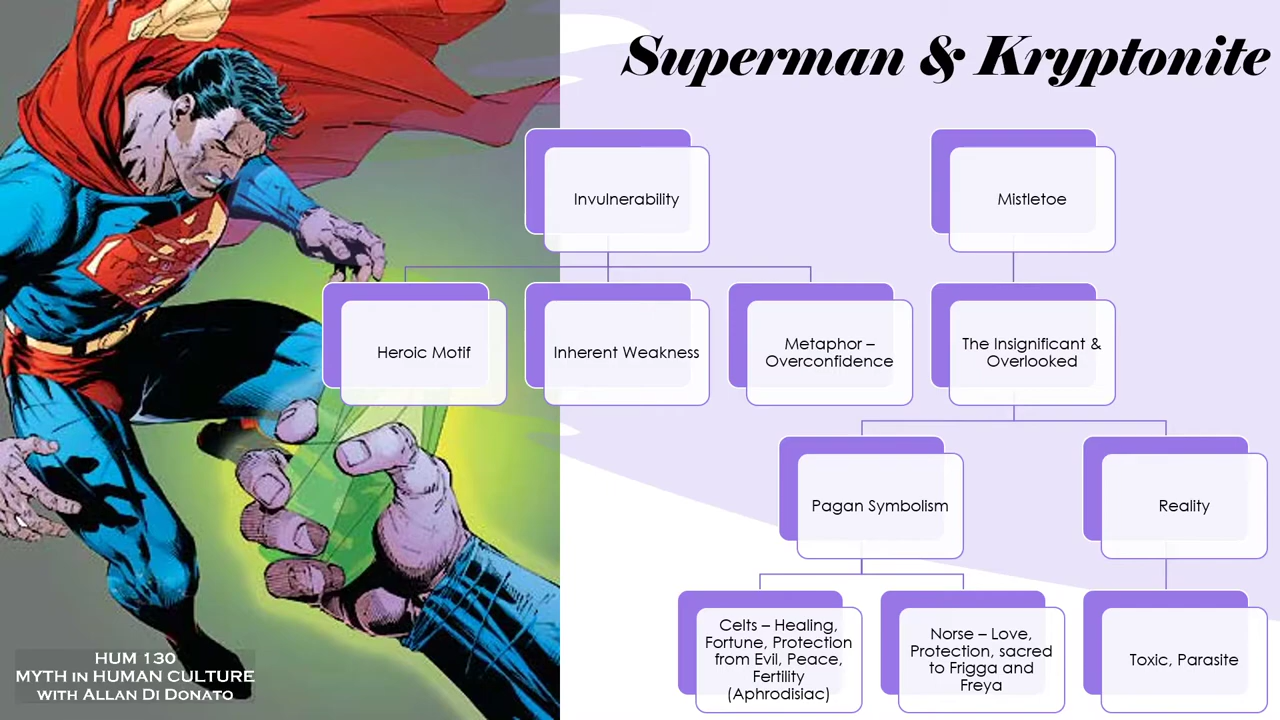 Superman & Kryptonite
Invulnerability
Mistletoe
Heroic Motif
Inherent Weakness
Metaphor –
Overconfidence
The Insignificant &
Overlooked
Pagan Symbolism
Reality
Celts – Healing,
Fortune, Protection
from Evil, Peace,
Fertility
(Aphrodisiac)
Norse – Love,
Protection, sacred
to Frigga and
Freya
Toxic, Parasite
HUM 130
MYTH IN HUMAN CULTURE
WITH ALLAN DI DONATO